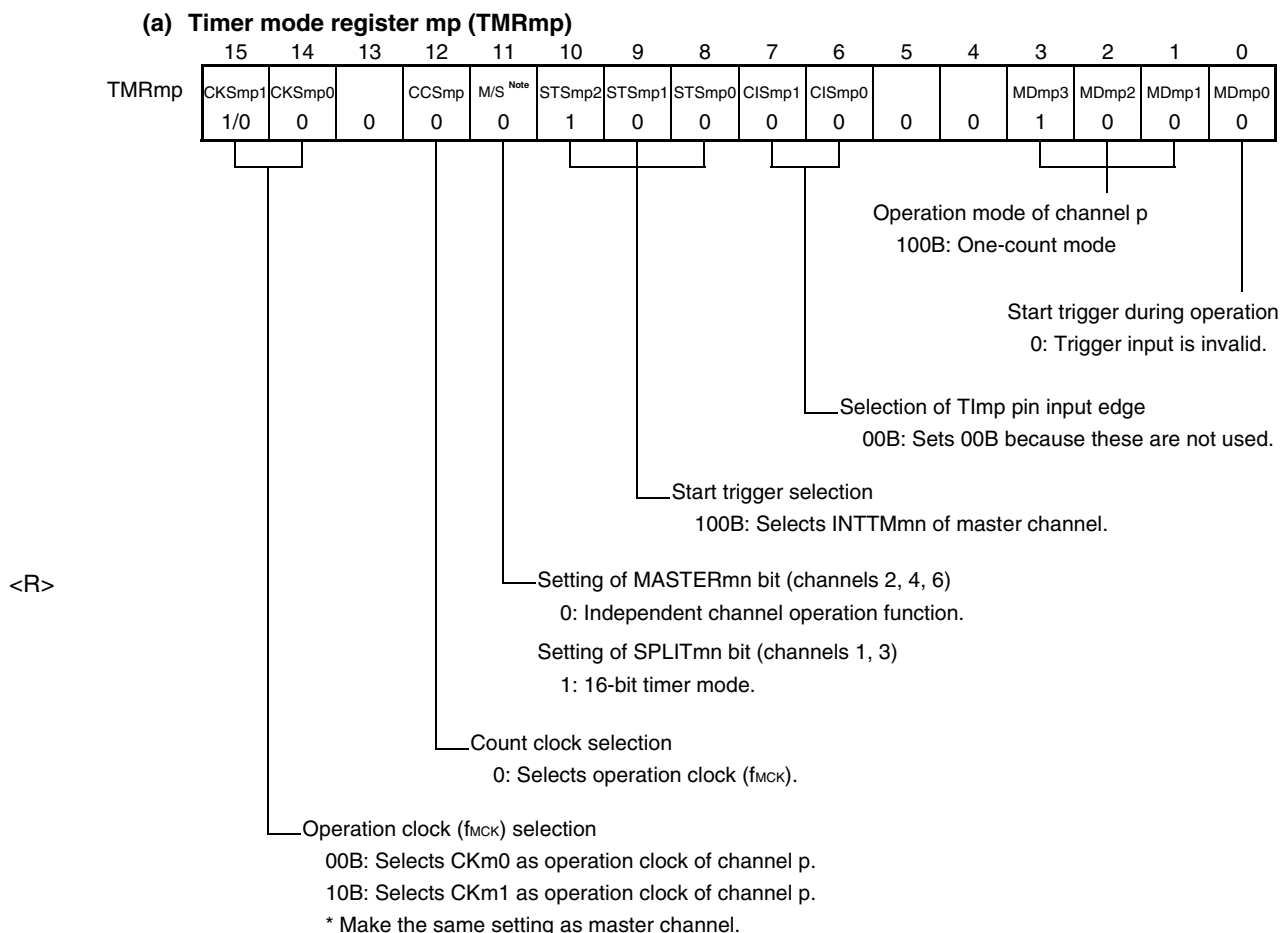 (a) Timer mode register mp (TMRmp)
15 14 13 12 11 10 9 8 7 6 5 4 3 2 1 0
TMRmp CKSmp1 CKSmp0 CCSmp M/S Note STSmp2 STSmp1 STSmp0 CISmp1 CISmp0 MDmp3 MDmp2 MDmp1 MDmp0
1/0 0 0 0 0 1 0 0 0 0 0 0 1 0 0 0
Operation mode of channel p
100B: One-count mode
Start trigger during operation
0: Trigger input is invalid.
Selection of TImp pin input edge
00B: Sets 00B because these are not used.
Start trigger selection
100B: Selects INTTMmn of master channel.
<R>
Setting of MASTERmn bit (channels 2, 4, 6)
0: Independent channel operation function.
Setting of SPLITmn bit (channels 1, 3)
1: 16-bit timer mode.
Count clock selection
0: Selects operation clock (fMCK).
Operation clock (fMCK) selection
00B: Selects CKm0 as operation clock of channel p.
10B: Selects CKm1 as operation clock of channel p.
* Make the same setting as master channel.